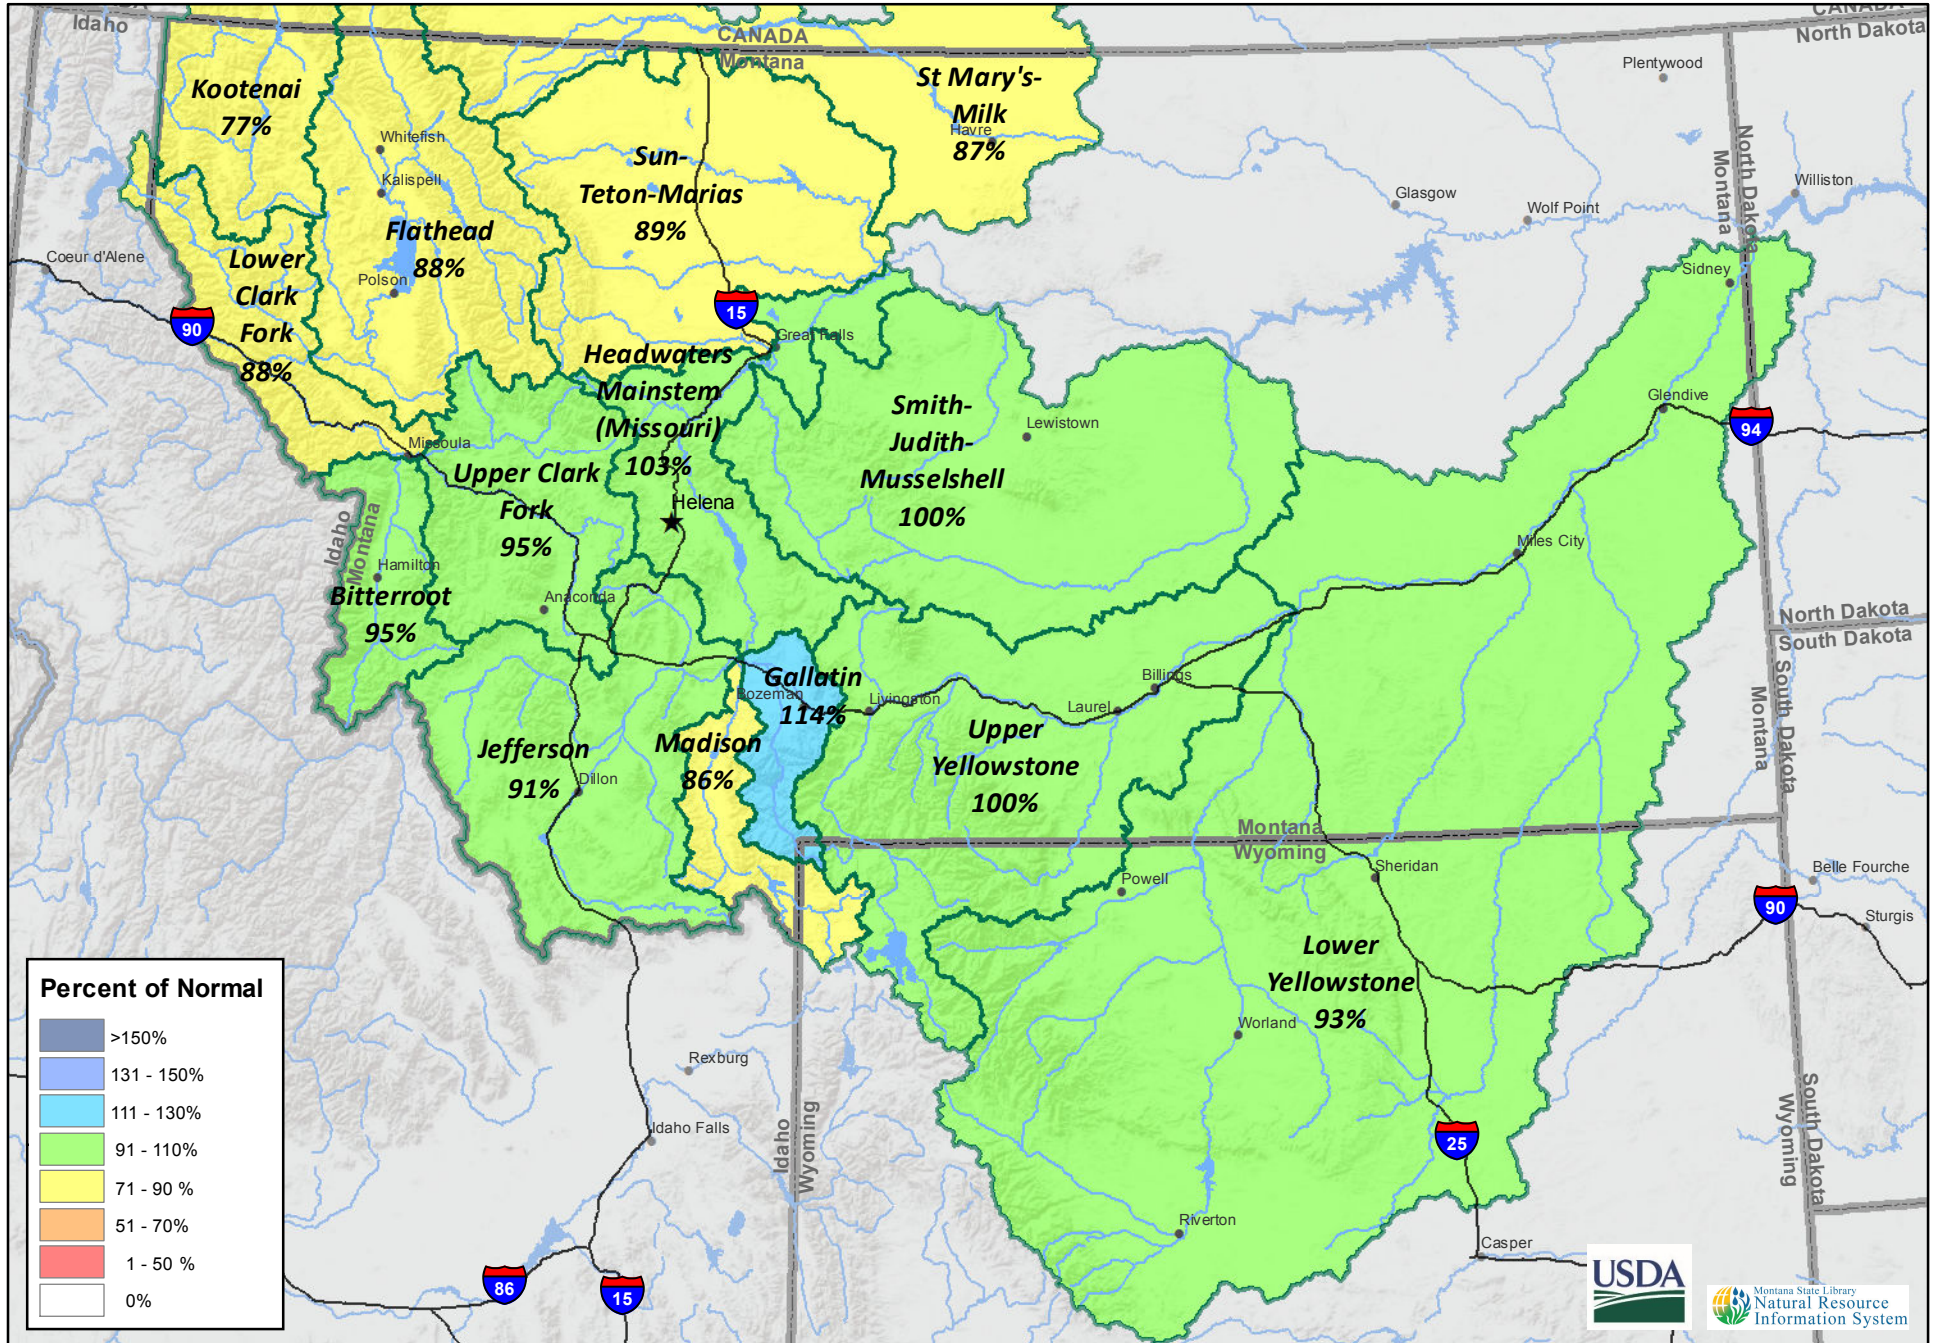 CANADA
Idaho
CANADA
Montana
CANADA
North Dakota
Kootenai
77%
Whitefish
Kalispell
Flathead
88%
Polson
Sun-
Teton-Marias
89%
St Mary's-
Milk
Havre
87%
Plentywood
Glasgow
Wolf Point
Williston
North Dakota
Montana
Sidney
Coeur d'Alene
90
Lower
Clark
Fork
88%
15
Great Falls
Headwaters
Mainstem
(Missouri)
103%
Helena
Smith-
Judith-
Musselshell
100%
Lewistown
Glendive
94
Missoula
Upper Clark
Fork
95%
Idaho
Montana
Hamilton
Bitterroot
95%
Anaconda
Miles City
North Dakota
South Dakota
South Dakota
Montana
Gallatin
114%
Bozeman
Livingston
Laurel
Billings
Upper
Yellowstone
100%
Jefferson
91%
Dillon
Madison
86%
Montana
Wyoming
Powell
Sheridan
Belle Fourche
90
Sturgis
Lower
Yellowstone
93%
Worland
Rexburg
Idaho Falls
Idaho
Wyoming
25
South Dakota
Wyoming
Riverton
Casper
86
15
Percent of Normal
>150%
131 - 150%
111 - 130%
91 - 110%
71 - 90 %
51 - 70%
1 - 50 %
0%
USDA
Montana State Library
Natural Resource
Information System